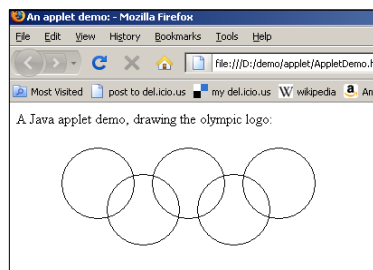 An applet demo: - Mozilla Firefox
File Edit View History Bookmarks Tools Help
file:///D:/demo/applet/AppletDemo.h
Most Visited post to del.icio.us my del.icio.us W wikipedia a
A Java applet demo, drawing the olympic logo: